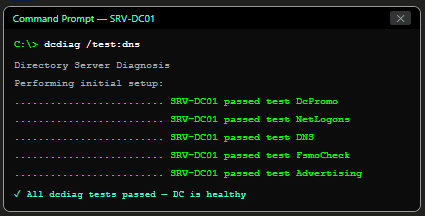 Command Prompt — SRV-DC01
C:\> dcdiag /test:dns
Directory Server Diagnosis
Performing initial setup:
......................... SRV-DC01 passed test DcPromo
......................... SRV-DC01 passed test NetLogons
......................... SRV-DC01 passed test DNS
......................... SRV-DC01 passed test FsmoCheck
......................... SRV-DC01 passed test Advertising
✓ All dcdiag tests passed — DC is healthy